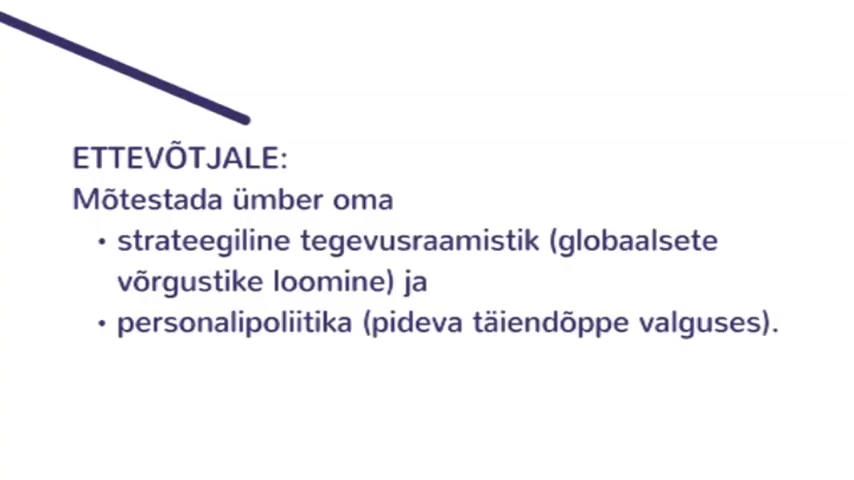 ETTEVÕTJALE:
Mõtestada ümber oma
• strateegiline tegevusraamistik (globaalsete
võrgustike loomine) ja
• personalipoliitika (pideva täiendõppe valguses).